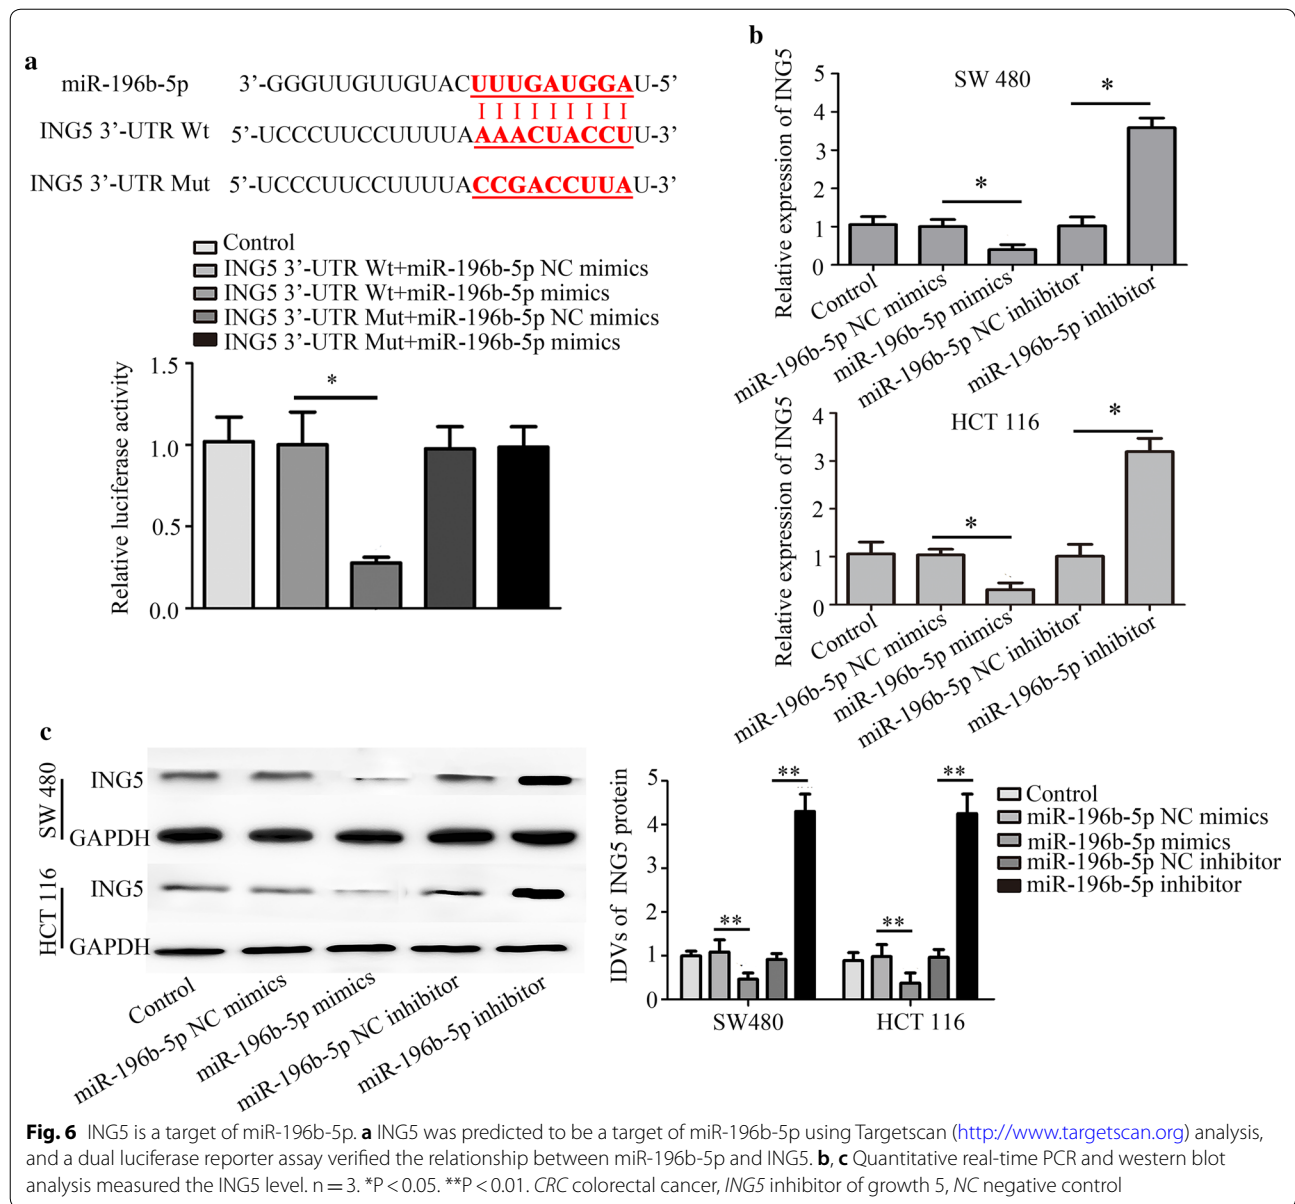 a
miR-196b-5p 3’-GGGUUGUUGUACUUUGAUGGAU-5’
ING5 3’-UTR Wt 5’-UCCCUUCCUUUUAAAACUACCUU-3’
ING5 3’-UTR Mut 5’-UCCCUUCCUUUUACCGACCUUAU-3’
Control
ING5 3’-UTR Wt+miR-196b-5p NC mimics
ING5 3’-UTR Wt+miR-196b-5p mimics
ING5 3’-UTR Mut+miR-196b-5p NC mimics
ING5 3’-UTR Mut+miR-196b-5p mimics
Relative luciferase activity
1.5
1.0
0.5
0.0
*
b
Relative expression of ING5
SW 480
5
4
3
2
1
0
*
*
Control
miR-196b-5p NC mimics
miR-196b-5p mimics
miR-196b-5p NC inhibitor
miR-196b-5p inhibitor
Relative expression of ING5
HCT 116
4
3
2
1
0
*
*
Control
miR-196b-5p NC mimics
miR-196b-5p mimics
miR-196b-5p NC inhibitor
miR-196b-5p inhibitor
c
SW 480
ING5
GAPDH
HCT 116
ING5
GAPDH
Control
miR-196b-5p NC mimics
miR-196b-5p mimics
miR-196b-5p NC inhibitor
miR-196b-5p inhibitor
IDVs of ING5 protein
5
4
3
2
1
0
**
**
**
**
SW480
HCT 116
Control
miR-196b-5p NC mimics
miR-196b-5p mimics
miR-196b-5p NC inhibitor
miR-196b-5p inhibitor
Fig. 6 ING5 is a target of miR-196b-5p. a ING5 was predicted to be a target of miR-196b-5p using Targetscan (http://www.targetscan.org) analysis,
and a dual luciferase reporter assay verified the relationship between miR-196b-5p and ING5. b, c Quantitative real-time PCR and western blot
analysis measured the ING5 level. n = 3. *P < 0.05. **P < 0.01. CRC colorectal cancer, ING5 inhibitor of growth 5, NC negative control